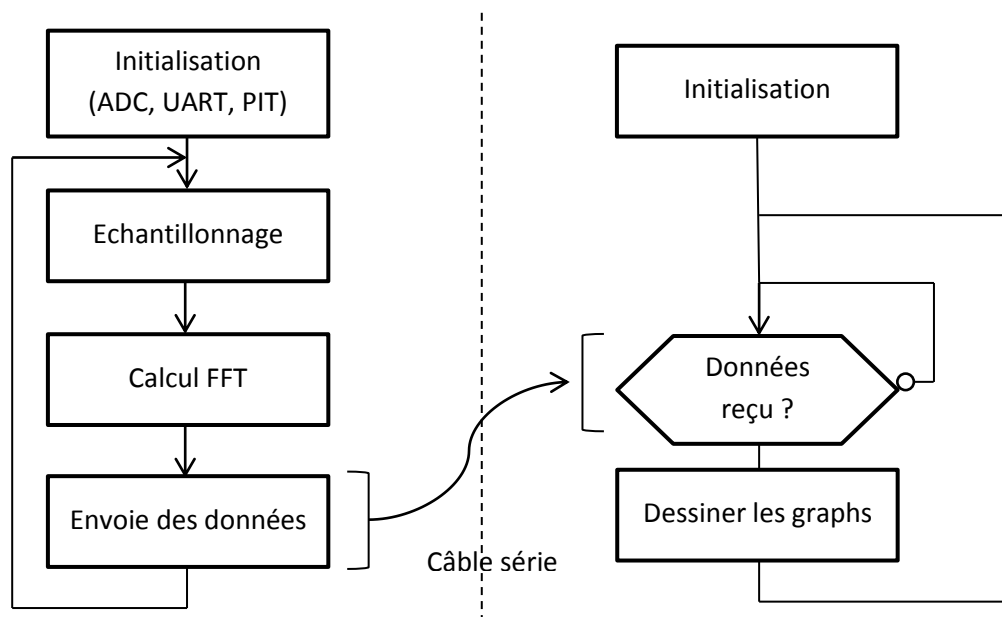 Initialisation
(ADC, UART, PIT)
Echantillonnage
Calcul FFT
Envoie des données
Câble série
Initialisation
Données
reçu ?
Dessiner les graphs